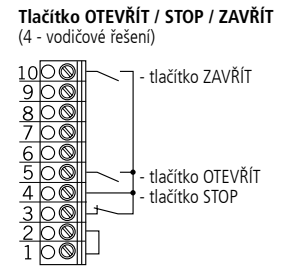 Tlačítko OTEVŘÍT / STOP / ZAVŘÍT
(4 - vodičové řešení)
10 - tlačítko ZAVŘÍT
9
8
7
6
5 - tlačítko OTEVŘÍT
4 - tlačítko STOP
3
2
1